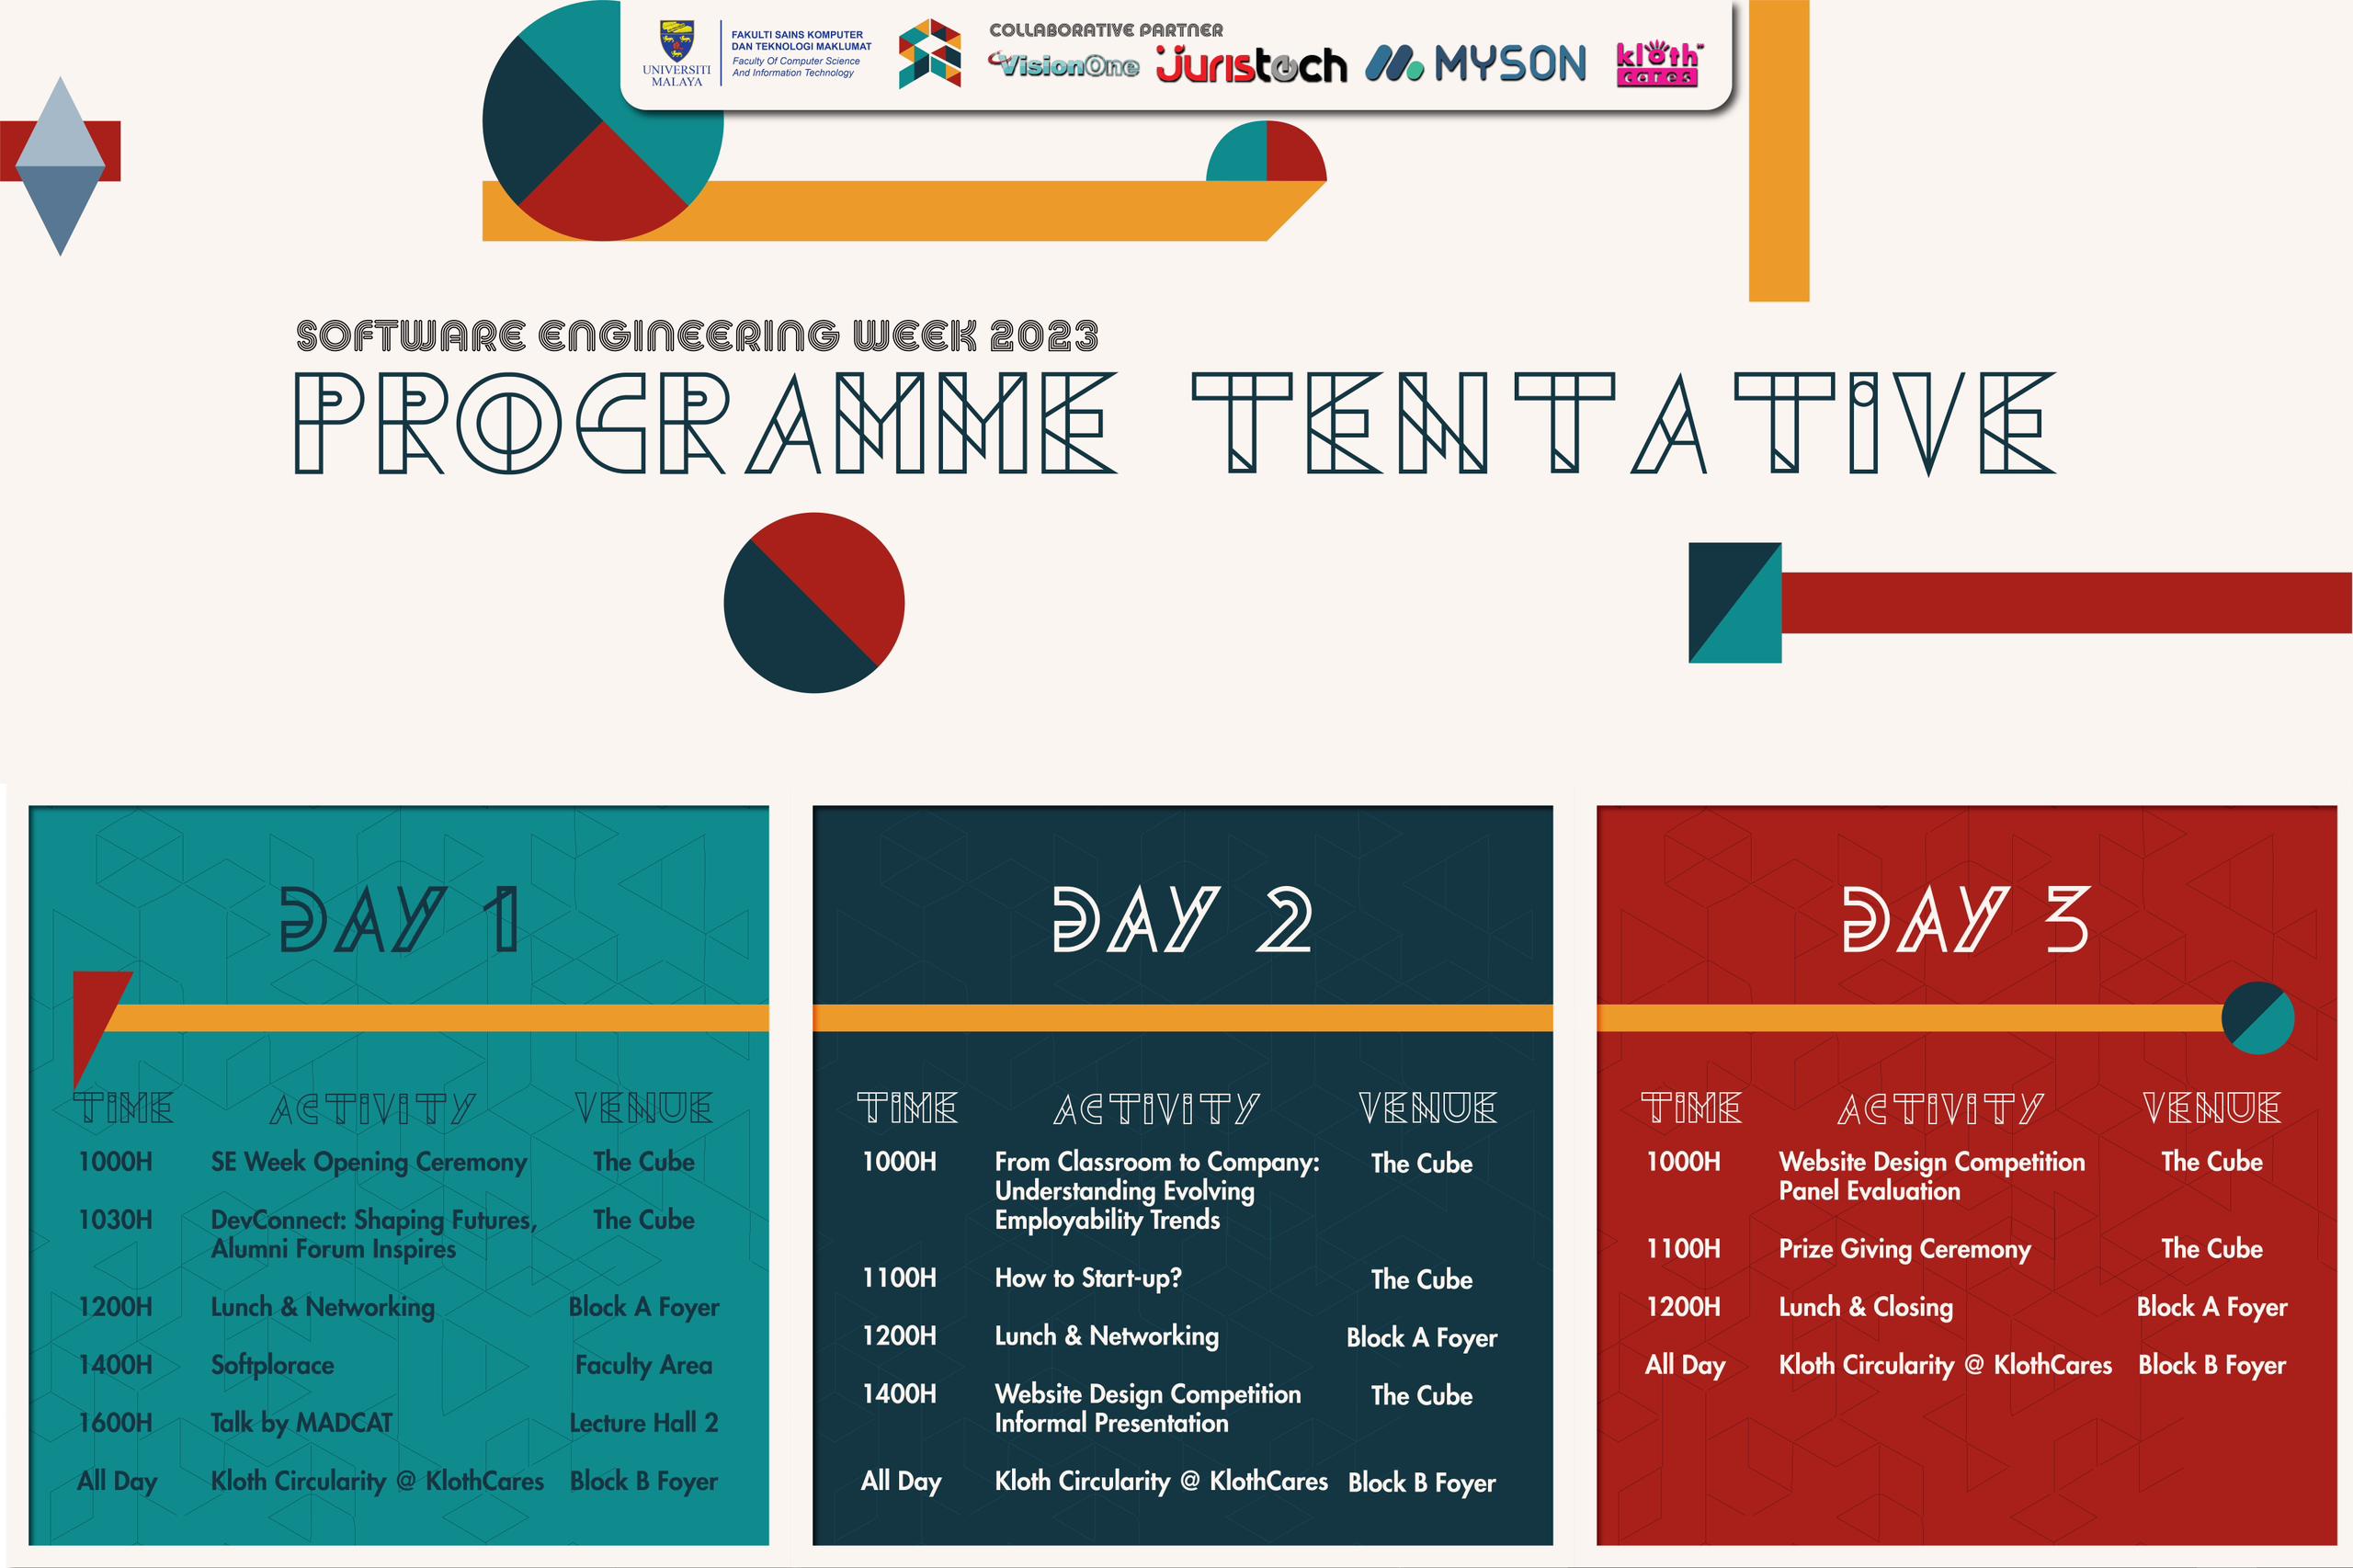 UNIVERSITI
MALAYA
FAKULTI SAINS KOMPUTER
DAN TEKNOLOGI MAKLUMAT
Faculty Of Computer Science
And Information Technology
COLLABORATIVE PARTNER
VisionOne
juristech
MYSON
kloth
cares
SOFTWARE ENGINEERING WEEK 2023
PROGRAMME TENTATIVE
DAY 1
TIME ACTIVITY VENUE
1000H SE Week Opening Ceremony The Cube
1030H DevConnect: Shaping Futures, The Cube
Alumni Forum Inspires
1200H Lunch & Networking Block A Foyer
1400H Softplorace Faculty Area
1600H Talk by MADCAT Lecture Hall 2
All Day Kloth Circularity @ KlothCares Block B Foyer
DAY 2
TIME ACTIVITY VENUE
1000H From Classroom to Company: The Cube
Understanding Evolving
Employability Trends
1100H How to Start-up? The Cube
1200H Lunch & Networking Block A Foyer
1400H Website Design Competition The Cube
Informal Presentation
All Day Kloth Circularity @ KlothCares Block B Foyer
DAY 3
TIME ACTIVITY VENUE
1000H Website Design Competition The Cube
Panel Evaluation
1100H Prize Giving Ceremony The Cube
1200H Lunch & Closing Block A Foyer
All Day Kloth Circularity @ KlothCares Block B Foyer